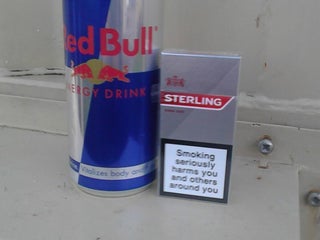 Red Bull
ENERGY DRINK
Vitalizes body and
STERLING
Smoking
seriously
harms you
and others
around you